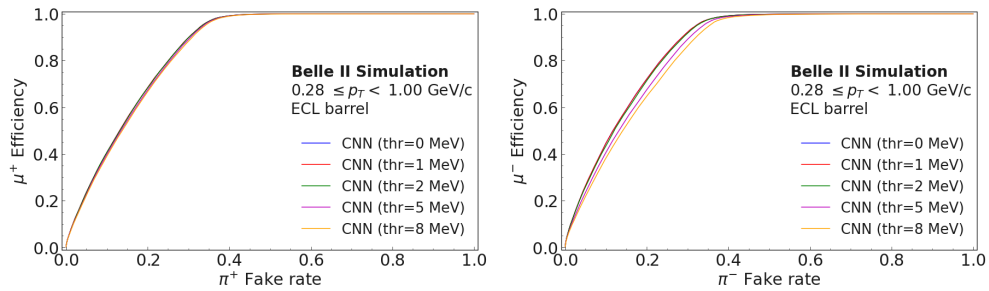 1.0
0.8
0.6
0.4
0.2
0.0
μ⁺ Efficiency
Belle II Simulation
0.28 ≤p_T< 1.00 GeV/c
ECL barrel
CNN (thr=0 MeV)
CNN (thr=1 MeV)
CNN (thr=2 MeV)
CNN (thr=5 MeV)
CNN (thr=8 MeV)
0.0 0.2 0.4 0.6 0.8 1.0
π⁺ Fake rate
1.0
0.8
0.6
0.4
0.2
0.0
μ⁻ Efficiency
Belle II Simulation
0.28 ≤p_T< 1.00 GeV/c
ECL barrel
CNN (thr=0 MeV)
CNN (thr=1 MeV)
CNN (thr=2 MeV)
CNN (thr=5 MeV)
CNN (thr=8 MeV)
0.0 0.2 0.4 0.6 0.8 1.0
π⁻ Fake rate